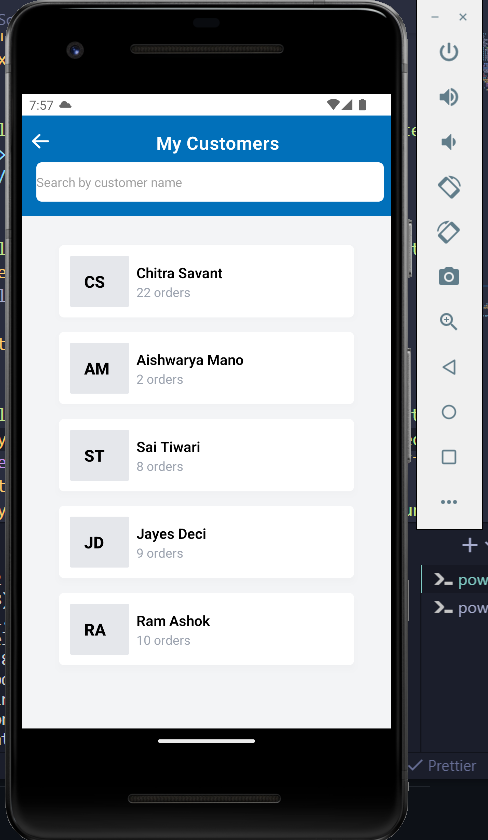 7:57
My Customers
Search by customer name
CS
Chitra Savant
22 orders
AM
Aishwarya Mano
2 orders
ST
Sai Tiwari
8 orders
JD
Jayes Deci
9 orders
RA
Ram Ashok
10 orders
pow
pow
Prettier